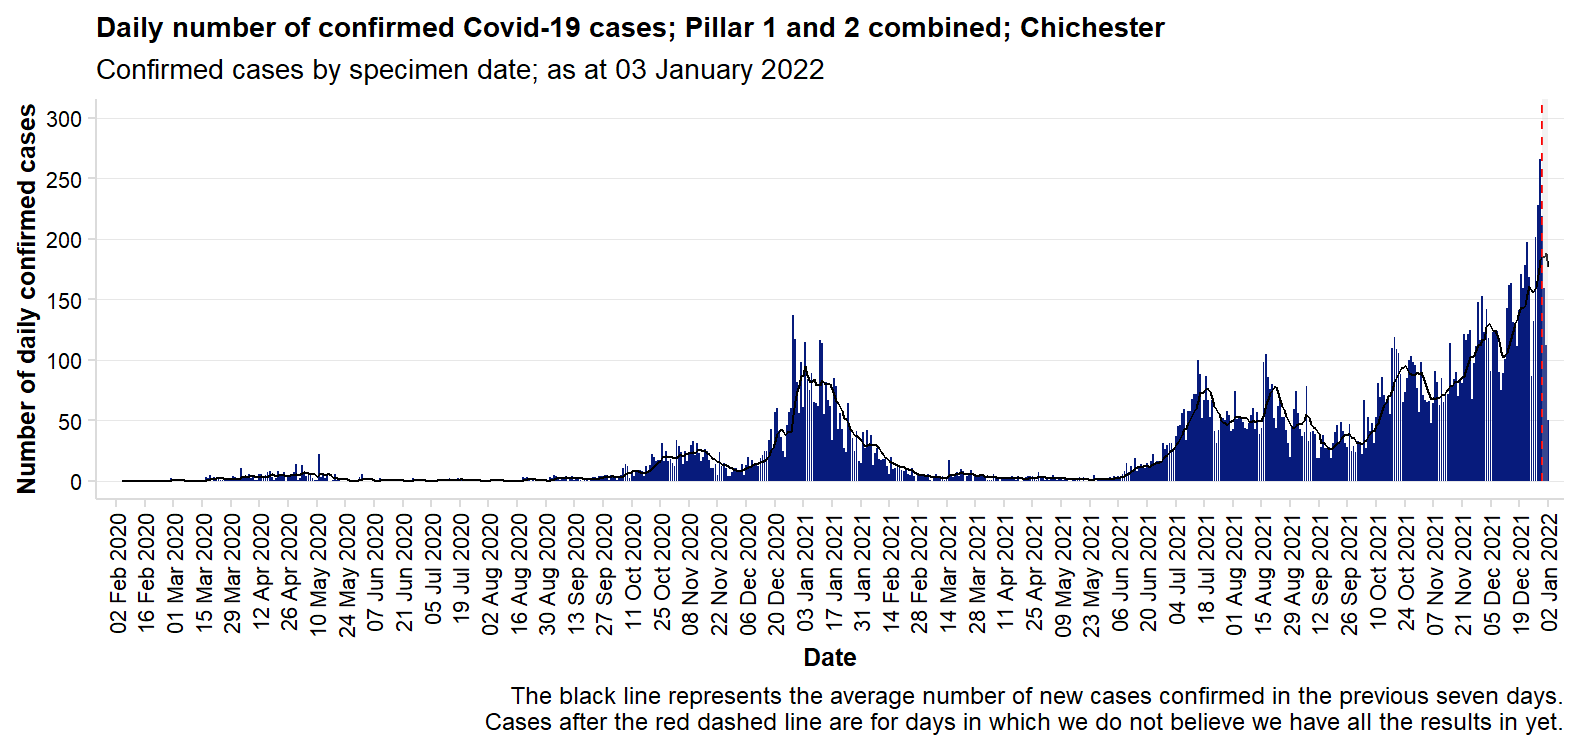 Daily number of confirmed Covid-19 cases; Pillar 1 and 2 combined; Chichester
Confirmed cases by specimen date; as at 03 January 2022
Number of daily confirmed cases
300
250
200
150
100
50
0
02 Feb 2020
16 Feb 2020
01 Mar 2020
15 Mar 2020
29 Mar 2020
12 Apr 2020
26 Apr 2020
10 May 2020
24 May 2020
07 Jun 2020
21 Jun 2020
05 Jul 2020
19 Jul 2020
02 Aug 2020
16 Aug 2020
30 Aug 2020
13 Sep 2020
27 Sep 2020
11 Oct 2020
25 Oct 2020
08 Nov 2020
22 Nov 2020
06 Dec 2020
20 Dec 2020
03 Jan 2021
17 Jan 2021
31 Jan 2021
14 Feb 2021
28 Feb 2021
14 Mar 2021
28 Mar 2021
11 Apr 2021
25 Apr 2021
09 May 2021
23 May 2021
06 Jun 2021
20 Jun 2021
04 Jul 2021
18 Jul 2021
01 Aug 2021
15 Aug 2021
29 Aug 2021
12 Sep 2021
26 Sep 2021
10 Oct 2021
24 Oct 2021
07 Nov 2021
21 Nov 2021
05 Dec 2021
19 Dec 2021
02 Jan 2022
Date
The black line represents the average number of new cases confirmed in the previous seven days.
Cases after the red dashed line are for days in which we do not believe we have all the results in yet.